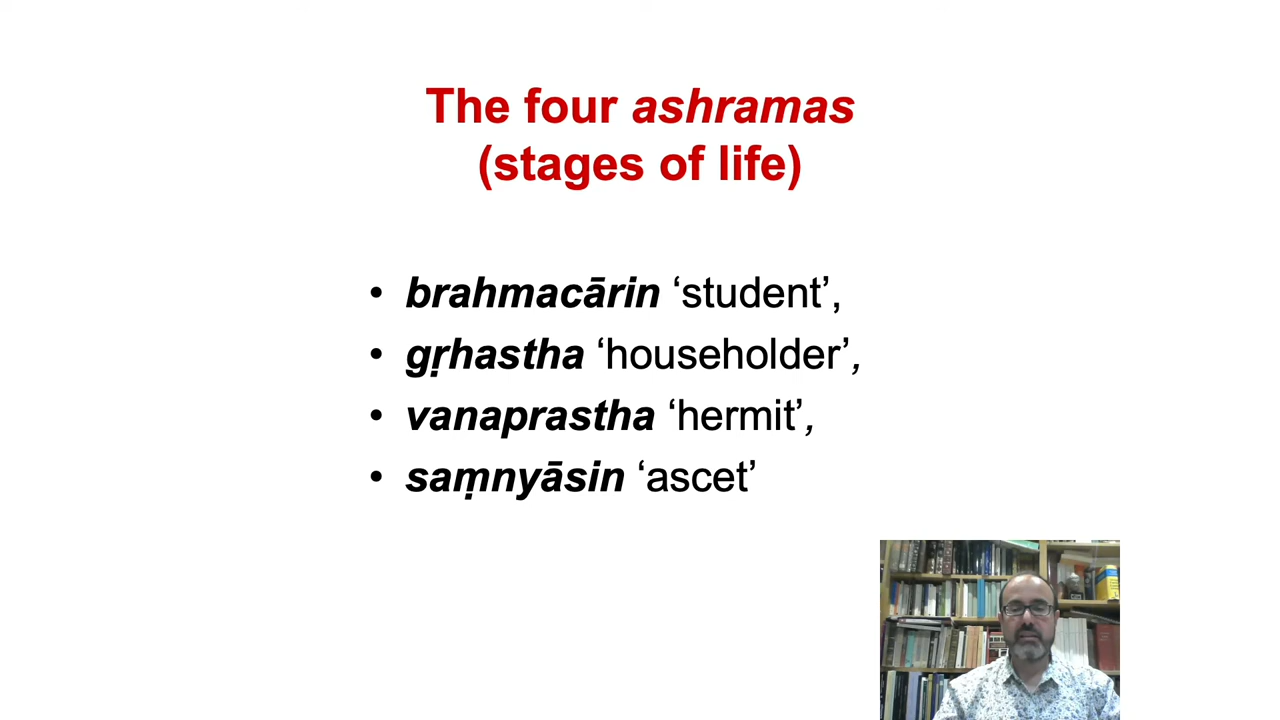 The four ashramas
(stages of life)
• brahmacārin ‘student’,
• gṛhastha ‘householder’,
• vanaprastha ‘hermit’,
• saṃnyāsin ‘ascet’